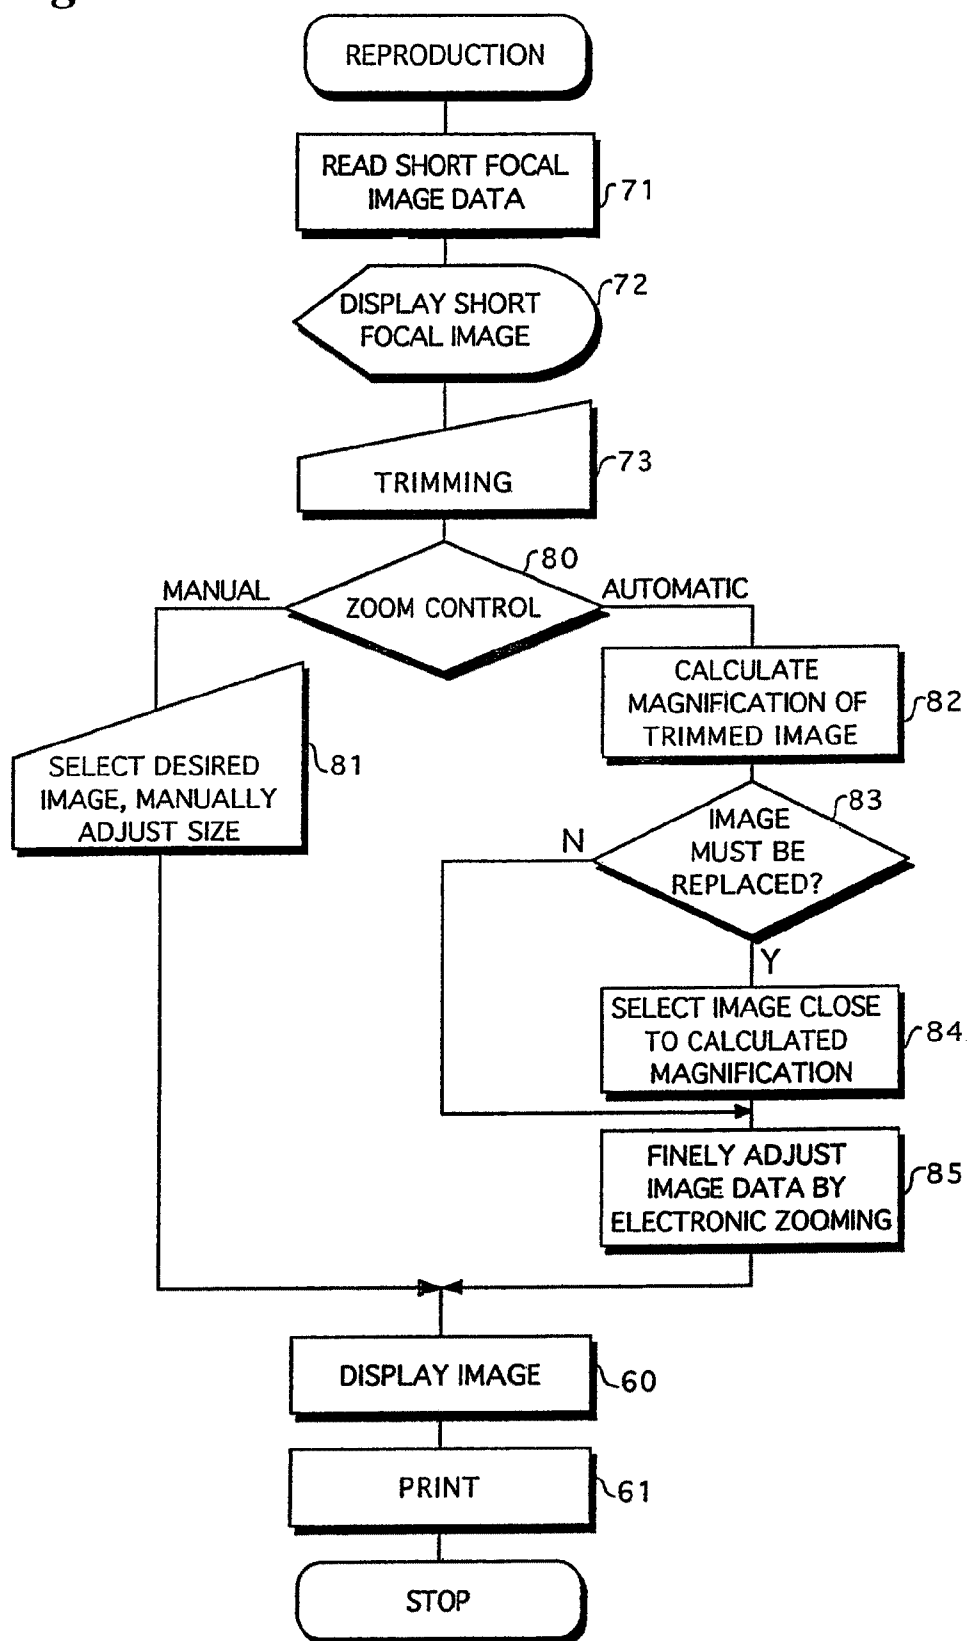 REPRODUCTION
READ SHORT FOCAL
IMAGE DATA
71
DISPLAY SHORT
FOCAL IMAGE
72
TRIMMING
73
ZOOM CONTROL
80
MANUAL
AUTOMATIC
SELECT DESIRED
IMAGE, MANUALLY
ADJUST SIZE
81
CALCULATE
MAGNIFICATION OF
TRIMMED IMAGE
82
IMAGE
MUST BE
REPLACED?
83
N
Y
SELECT IMAGE CLOSE
TO CALCULATED
MAGNIFICATION
84
FINELY ADJUST
IMAGE DATA BY
ELECTRONIC ZOOMING
85
DISPLAY IMAGE
60
PRINT
61
STOP